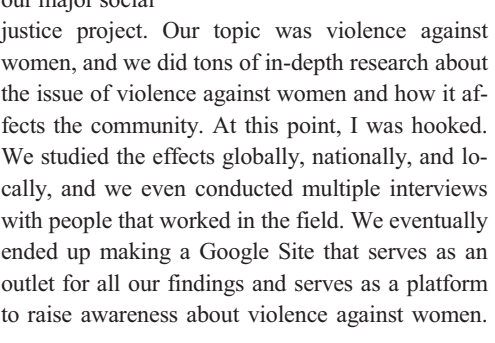 our major social
justice project. Our topic was violence against
women, and we did tons of in-depth research about
the issue of violence against women and how it af-
fects the community. At this point, I was hooked.
We studied the effects globally, nationally, and lo-
cally, and we even conducted multiple interviews
with people that worked in the field. We eventually
ended up making a Google Site that serves as an
outlet for all our findings and serves as a platform
to raise awareness about violence against women.